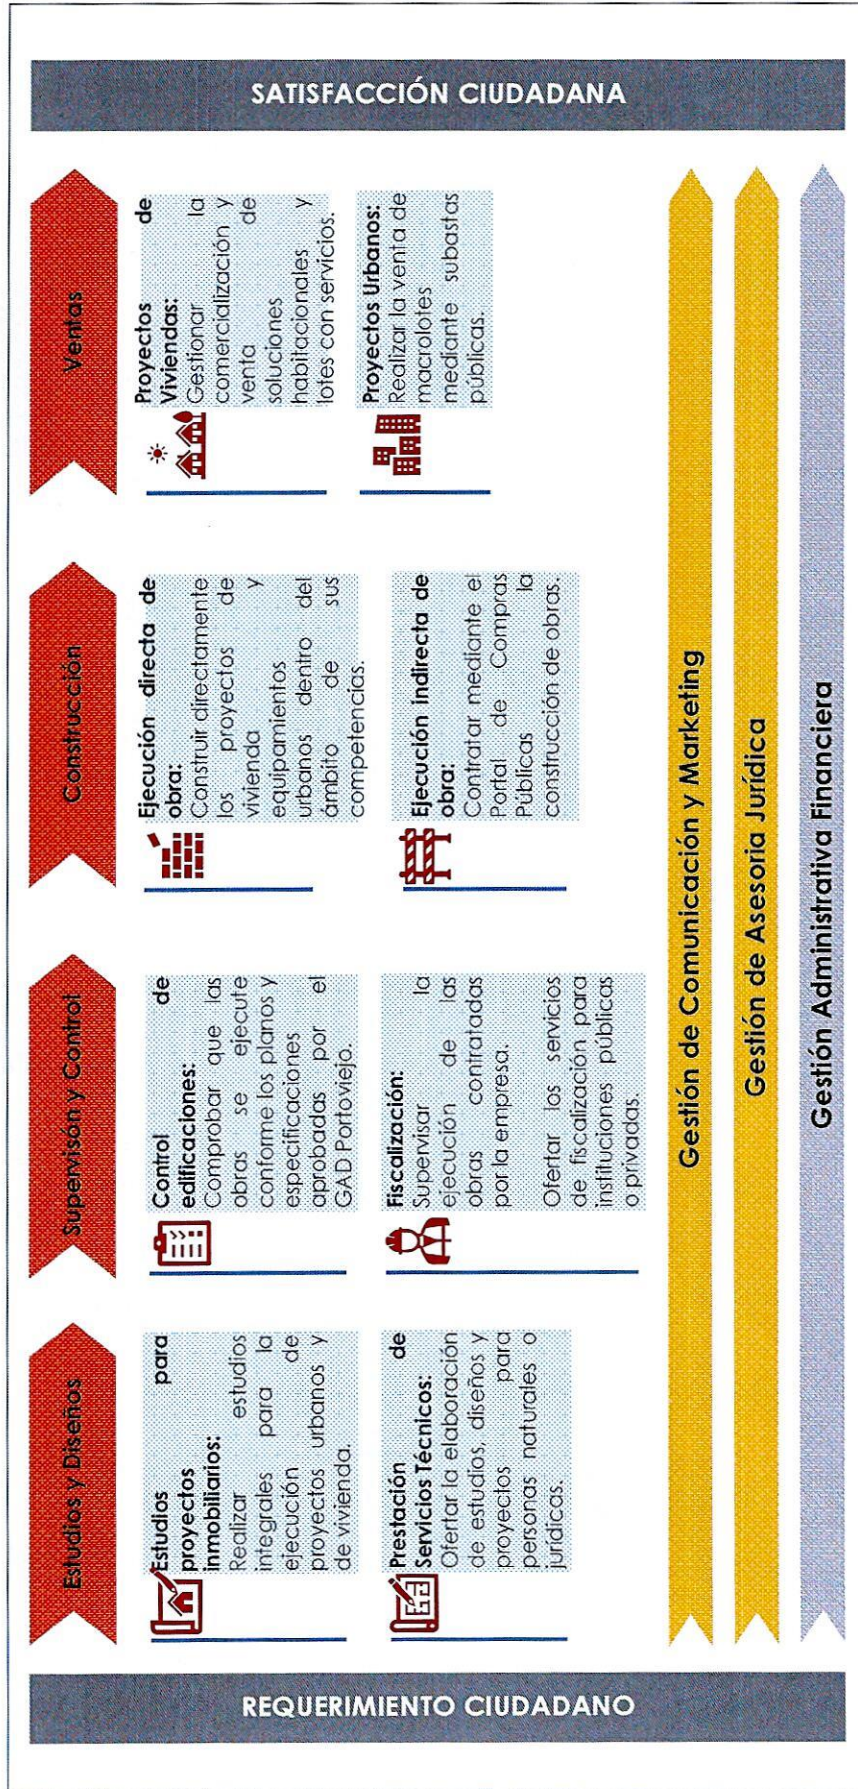 REQUERIMIENTO CIUDADANO
Estudios y Diseños
Estudios para
proyectos
inmobiliarios:
Realizar estudios
integrales para la
ejecución de
proyectos urbanos y
de vivienda.
Prestación de
Servicios Técnicos:
Ofertar la elaboración
de estudios, diseños y
proyectos para
personas naturales o
jurídicas.
Supervisón y Control
Control de
edificaciones:
Comprobar que las
obras se ejecute
conforme los planos y
especificaciones
aprobadas por el
GAD Portoviejo.
Fiscalización:
Supervisar la
ejecución de las
obras contratadas
por la empresa.
Ofertar los servicios
de fiscalización para
instituciones públicas
o privadas.
Construcción
Ejecución directa de
obra:
Construir directamente
los proyectos de
vivienda y
equipamientos
urbanos dentro del
ámbito de sus
competencias.
Ejecución indirecta de
obra:
Contratar mediante el
Portal de Compras
Públicas la
construcción de obras.
Ventas
Proyectos de
Viviendas:
Gestionar la
comercialización y
venta de
soluciones
habitacionales y
lotes con servicios.
Proyectos Urbanos:
Realizar la venta de
macrolotes
mediante subastas
públicas.
Gestión de Comunicación y Marketing
Gestión de Asesoria Jurídica
Gestión Administrativa Financiera
SATISFACCIÓN CIUDADANA